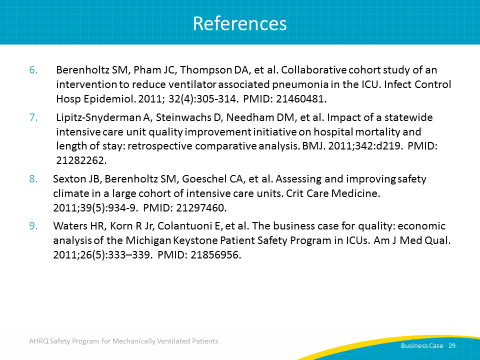 References
6. Berenholtz SM, Pham JC, Thompson DA, et al. Collaborative cohort study of an
intervention to reduce ventilator associated pneumonia in the ICU. Infect Control
Hosp Epidemiol. 2011; 32(4):305-314. PMID: 21460481.
7. Lipitz-Snyderman A, Steinwachs D, Needham DM, et al. Impact of a statewide
intensive care unit quality improvement initiative on hospital mortality and
length of stay: retrospective comparative analysis. BMJ. 2011;342:d219. PMID:
21282262.
8. Sexton JB, Berenholtz SM, Goeschel CA, et al. Assessing and improving safety
climate in a large cohort of intensive care units. Crit Care Medicine.
2011;39(5):934-9. PMID: 21297460.
9. Waters HR, Korn R Jr, Colantuoni E, et al. The business case for quality: economic
analysis of the Michigan Keystone Patient Safety Program in ICUs. Am J Med Qual.
2011;26(5):333–339. PMID: 21856956.
AHRQ Safety Program for Mechanically Ventilated Patients
Business Case 29